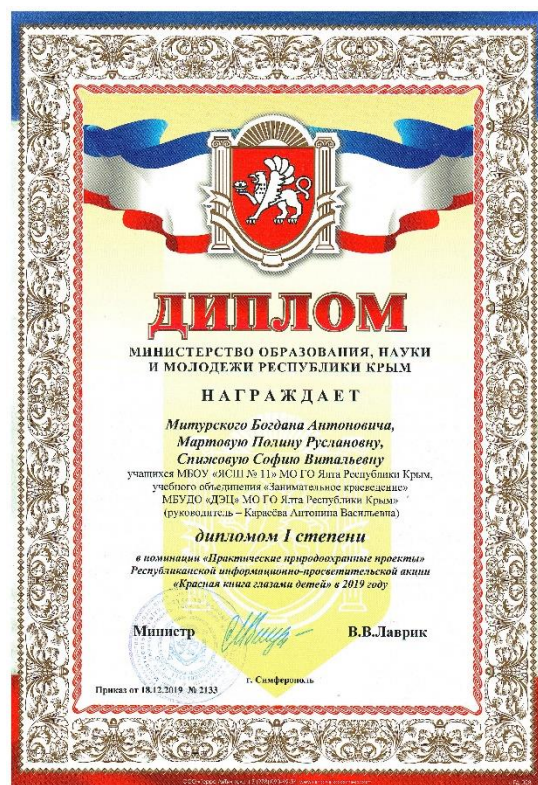 ДИПЛОМ
МИНИСТЕРСТВО ОБРАЗОВАНИЯ, НАУКИ
И МОЛОДЕЖИ РЕСПУБЛИКИ КРЫМ
НАГРАЖДАЕТ
Митурского Богдана Антоновича,
Мартовую Полину Руслановну,
Спижовую Софию Витальевну
учащихся МБОУ «ЯСШ № 11» МО ГО Ялта Республики Крым,
учебного объединения «Занимательное краеведение»
МБУДО «ДЭЦ» МО ГО Ялта Республики Крым»
(руководитель – Карасёва Антонина Васильевна)
дипломом I степени
в номинации «Практические природоохранные проекты»
Республиканской информационно-просветительской акции
«Красная книга глазами детей» в 2019 году
Министр В.В.Лаврик
г. Симферополь
Приказ от 18.12.2019 № 2133